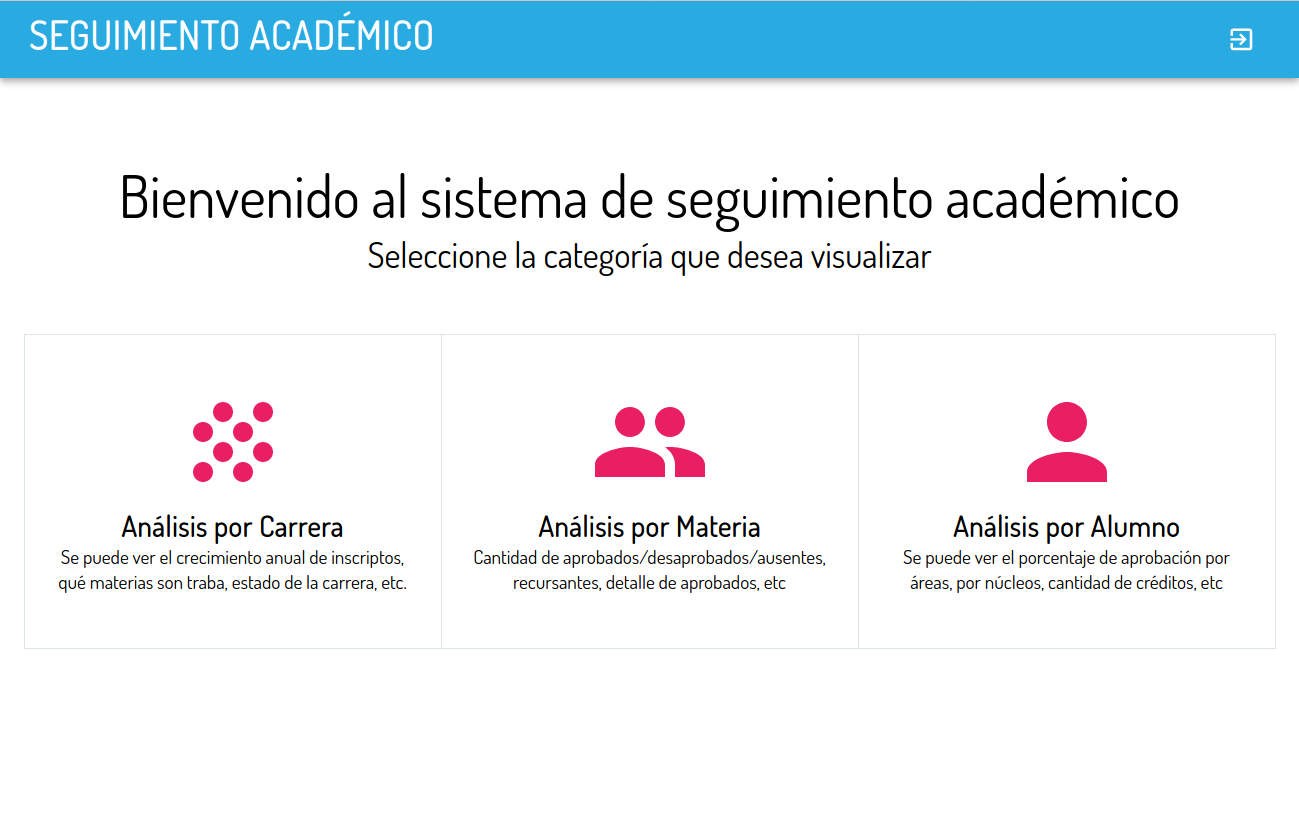 SEGUIMIENTO ACADÉMICO
Bienvenido al sistema de seguimiento académico
Seleccione la categoría que desea visualizar
Análisis por Carrera
Se puede ver el crecimiento anual de inscriptos,
qué materias son traba, estado de la carrera, etc.
Análisis por Materia
Cantidad de aprobados/desaprobados/ausentes,
recursantes, detalle de aprobados, etc
Análisis por Alumno
Se puede ver el porcentaje de aprobación por
áreas, por núcleos, cantidad de créditos, etc